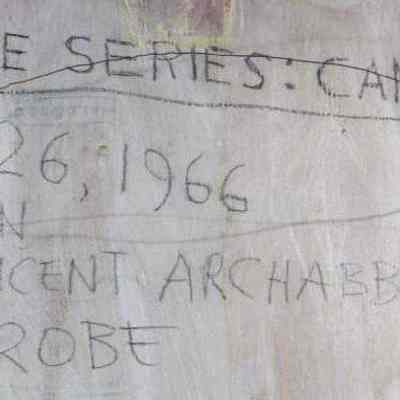 E SERIES: CA
26, 1966
N
ICENT ARCHABB
ROBE